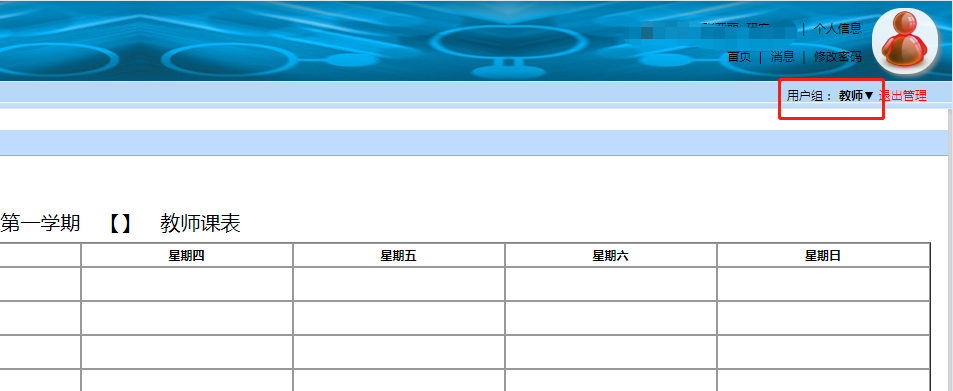 | 个人信息
首页 | 消息 | 修改密码
用户组： 教师▼ 退出管理
第一学期 【】 教师课表
星期四 星期五 星期六 星期日